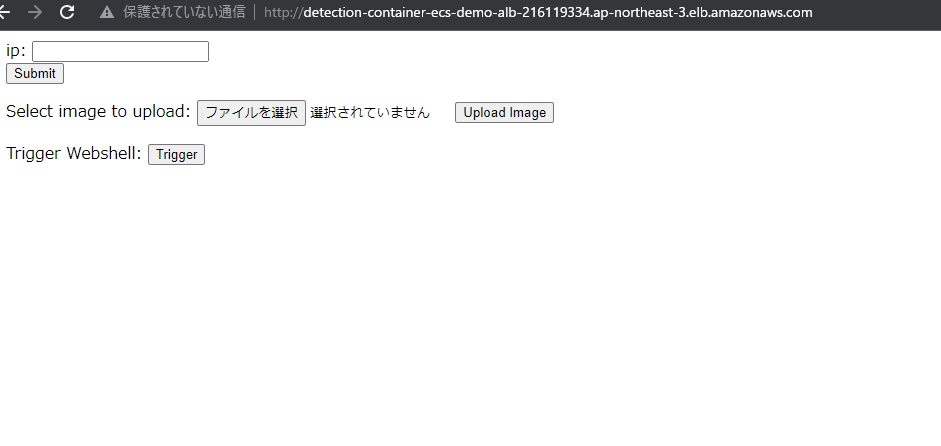 保護されていない通信 | http://detection-container-ecs-demo-alb-216119334.ap-northeast-3.elb.amazonaws.com
ip:
Submit
Select image to upload: ファイルを選択 選択されていません Upload Image
Trigger Webshell: Trigger